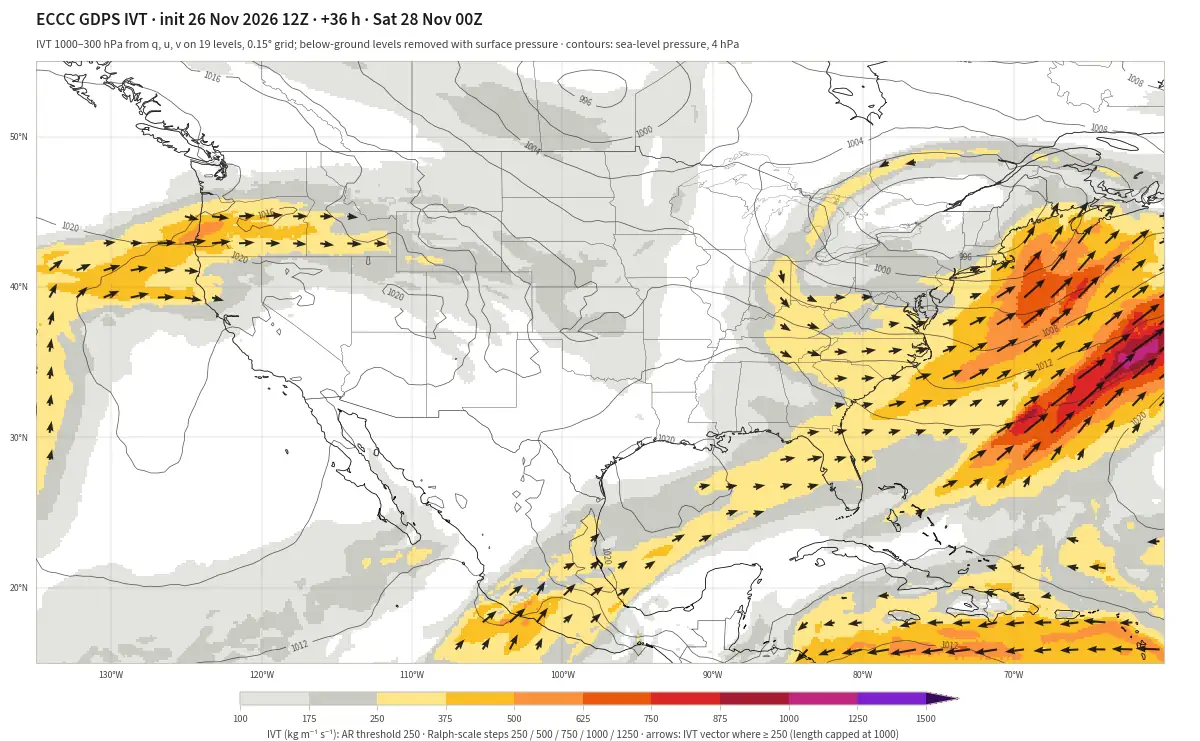 ECCC GDPS IVT · init 26 Nov 2026 12Z · +36 h · Sat 28 Nov 00Z
IVT 1000–300 hPa from q, u, v on 19 levels, 0.15° grid; below-ground levels removed with surface pressure · contours: sea-level pressure, 4 hPa
1016
996
1000
1004
1004
1008
1008
50°N
1020
1016
1020
1020
1000
996
1008
1012
1020
40°N
30°N
1020
1020
20°N
1012
1012
130°W 120°W 110°W 100°W 90°W 80°W 70°W
100 175 250 375 500 625 750 875 1000 1250 1500
IVT (kg m⁻¹ s⁻¹): AR threshold 250 · Ralph-scale steps 250 / 500 / 750 / 1000 / 1250 · arrows: IVT vector where ≥ 250 (length capped at 1000)